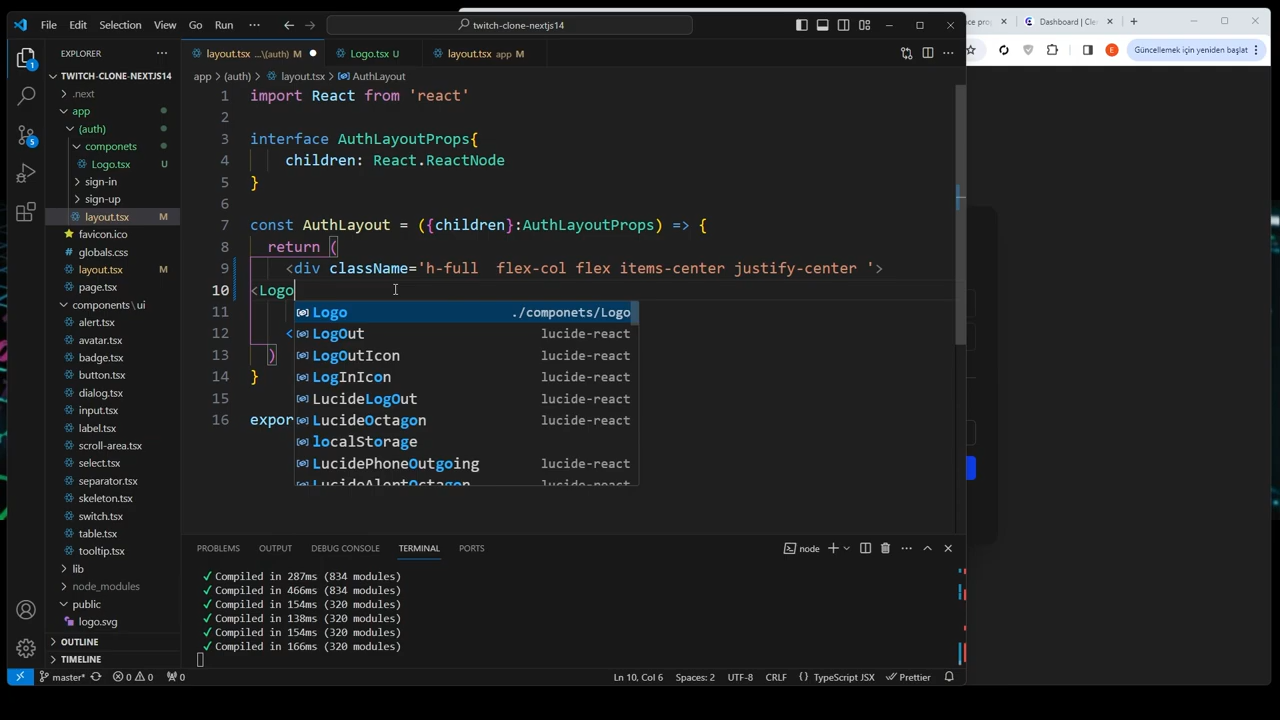 File Edit Selection View Go Run ··· twitch-clone-nextjs14
Dashboard | Cle
EXPLORER ···
layout.tsx ...\(auth) M
Logo.tsx U
layout.tsx app M
Güncellemek için yeniden başlat
E
app > (auth) > layout.tsx > AuthLayout
TWITCH-CLONE-NEXTJS14
.next
app
(auth)
componets
Logo.tsx U
sign-in
sign-up
layout.tsx M
favicon.ico
globals.css
layout.tsx M
page.tsx
components\ui
alert.tsx
avatar.tsx
badge.tsx
button.tsx
dialog.tsx
input.tsx
label.tsx
scroll-area.tsx
select.tsx
separator.tsx
skeleton.tsx
switch.tsx
table.tsx
tooltip.tsx
lib
node_modules
public
logo.svg
OUTLINE
TIMELINE
1 import React from 'react'
2
3 interface AuthLayoutProps{
4 children: React.ReactNode
5 }
6
7 const AuthLayout = ({children}:AuthLayoutProps) => {
8 return (
9 <div className='h-full  flex-col flex items-center justify-center '>
10 <Logo
11
12 <
13 )
14 }
15
16 expor
Logo ./componets/Logo
LogOut lucide-react
LogOutIcon lucide-react
LogInIcon lucide-react
LucideLogOut lucide-react
LucideOctagon lucide-react
localStorage
LucidePhoneOutgoing lucide-react
LucideAlertOctagon lucide-react
PROBLEMS OUTPUT DEBUG CONSOLE TERMINAL PORTS
node
✓ Compiled in 287ms (834 modules)
✓ Compiled in 466ms (834 modules)
✓ Compiled in 154ms (320 modules)
✓ Compiled in 138ms (320 modules)
✓ Compiled in 154ms (320 modules)
✓ Compiled in 166ms (320 modules)
master* 0 0 0
Ln 10, Col 6 Spaces: 2 UTF-8 CRLF {} TypeScript JSX Prettier
1
5